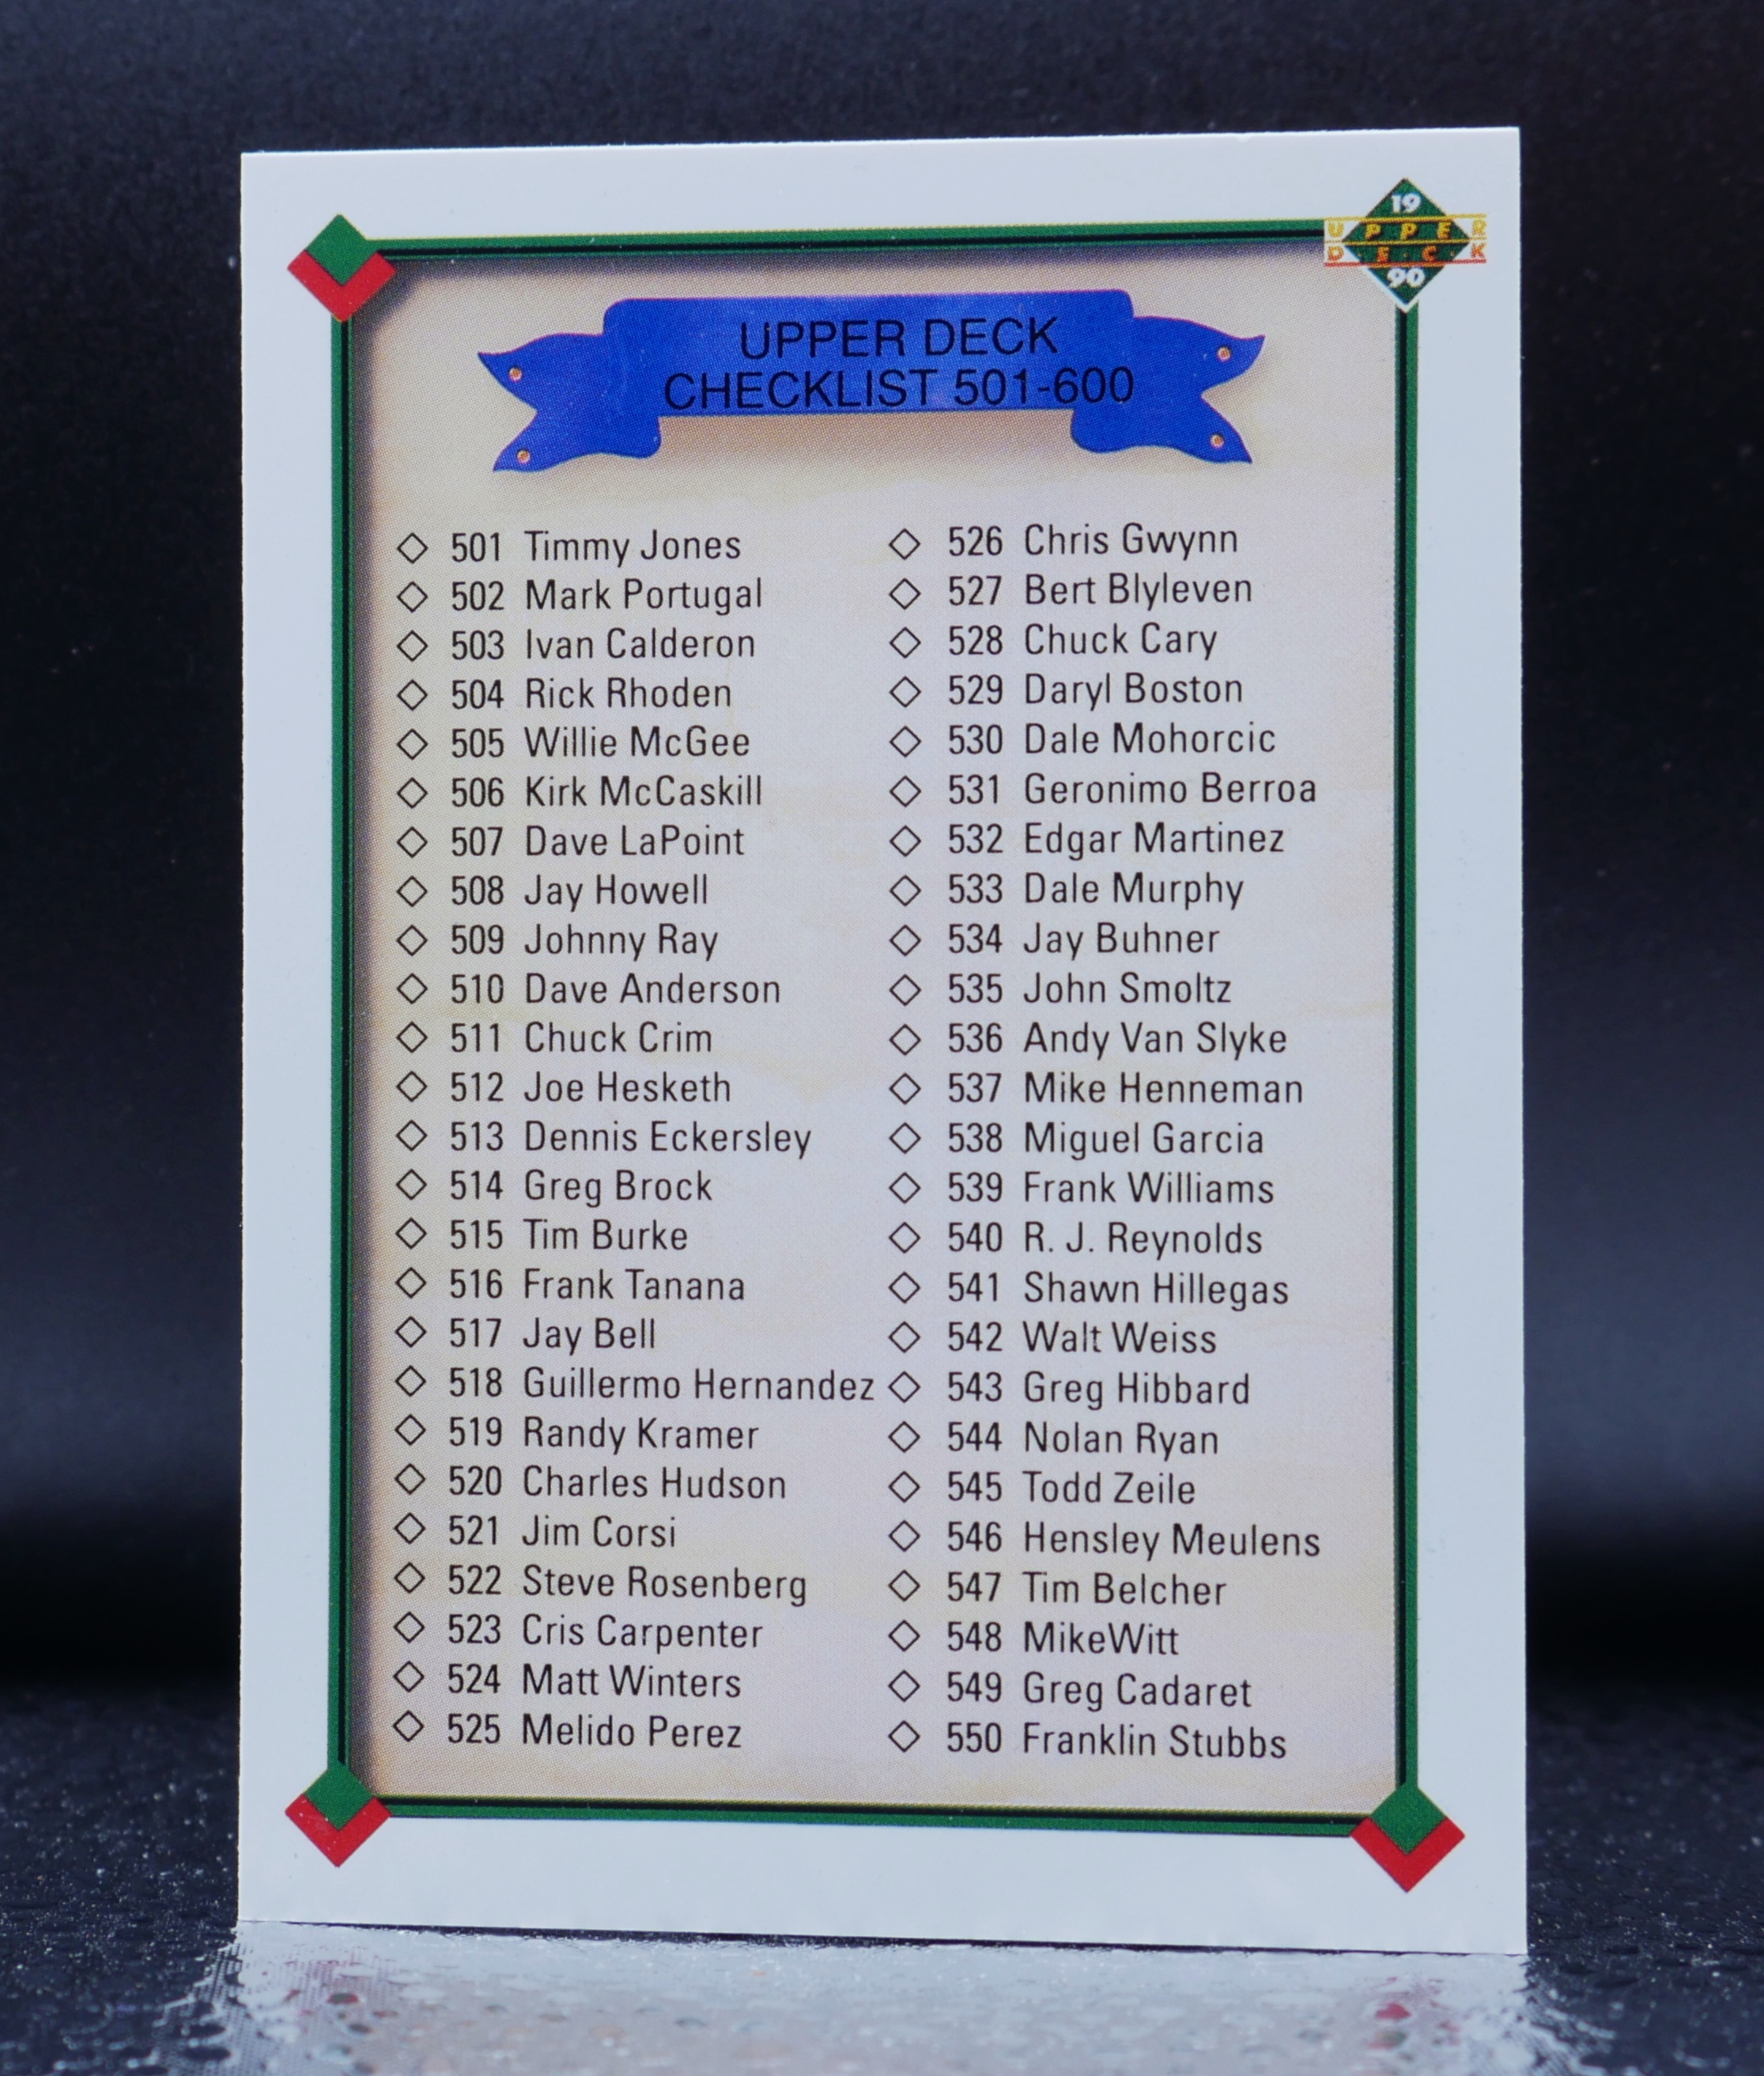 19
UPPER
DECK
90
UPPER DECK
CHECKLIST 501-600
501 Timmy Jones
502 Mark Portugal
503 Ivan Calderon
504 Rick Rhoden
505 Willie McGee
506 Kirk McCaskill
507 Dave LaPoint
508 Jay Howell
509 Johnny Ray
510 Dave Anderson
511 Chuck Crim
512 Joe Hesketh
513 Dennis Eckersley
514 Greg Brock
515 Tim Burke
516 Frank Tanana
517 Jay Bell
518 Guillermo Hernandez
519 Randy Kramer
520 Charles Hudson
521 Jim Corsi
522 Steve Rosenberg
523 Cris Carpenter
524 Matt Winters
525 Melido Perez
526 Chris Gwynn
527 Bert Blyleven
528 Chuck Cary
529 Daryl Boston
530 Dale Mohorcic
531 Geronimo Berroa
532 Edgar Martinez
533 Dale Murphy
534 Jay Buhner
535 John Smoltz
536 Andy Van Slyke
537 Mike Henneman
538 Miguel Garcia
539 Frank Williams
540 R. J. Reynolds
541 Shawn Hillegas
542 Walt Weiss
543 Greg Hibbard
544 Nolan Ryan
545 Todd Zeile
546 Hensley Meulens
547 Tim Belcher
548 MikeWitt
549 Greg Cadaret
550 Franklin Stubbs